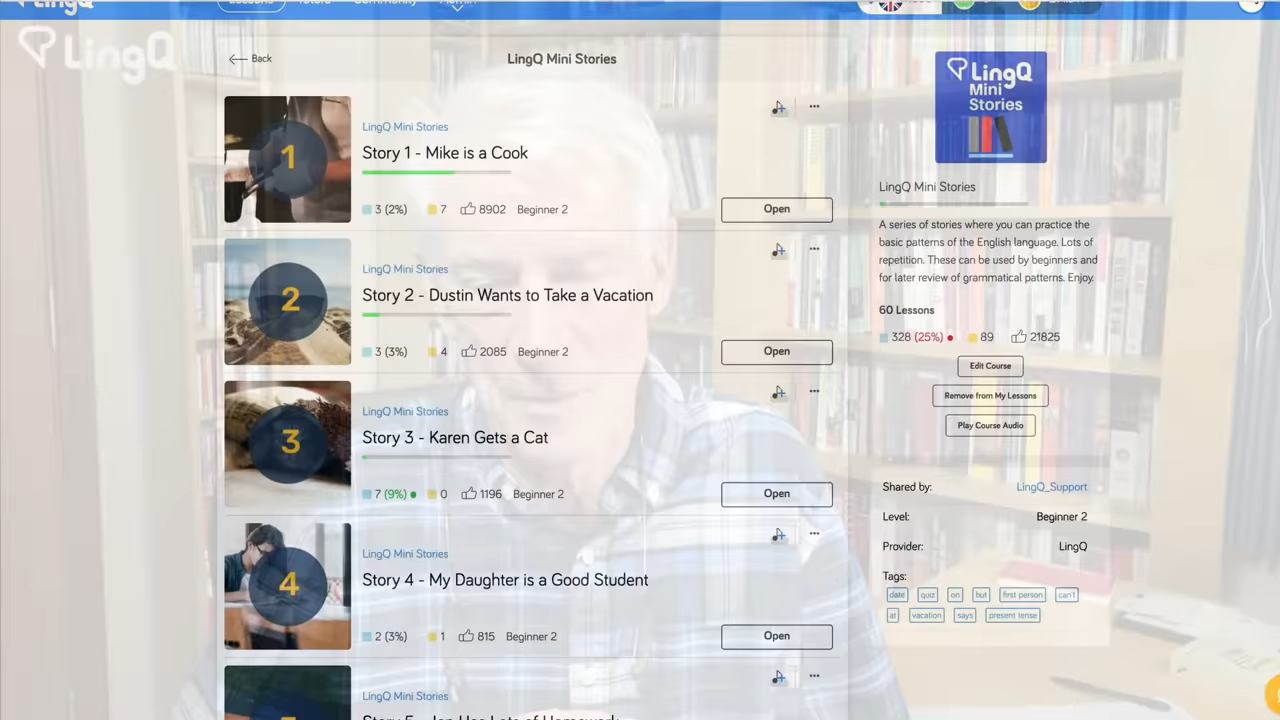 LingQ
Back
LingQ Mini Stories
1
LingQ Mini Stories
Story 1 - Mike is a Cook
3 (2%) 7 8902 Beginner 2
Open
2
LingQ Mini Stories
Story 2 - Dustin Wants to Take a Vacation
3 (3%) 4 2085 Beginner 2
Open
3
LingQ Mini Stories
Story 3 - Karen Gets a Cat
7 (9%) 0 1196 Beginner 2
Open
4
LingQ Mini Stories
Story 4 - My Daughter is a Good Student
2 (3%) 1 815 Beginner 2
Open
LingQ Mini Stories
LingQ
Mini
Stories
LingQ Mini Stories
A series of stories where you can practice the
basic patterns of the English language. Lots of
repetition. These can be used by beginners and
for later review of grammatical patterns. Enjoy.
60 Lessons
328 (25%) 89 21825
Edit Course
Remove from My Lessons
Play Course Audio
Shared by: LingQ_Support
Level: Beginner 2
Provider: LingQ
Tags:
date quiz on but first person can't
at vacation says present tense